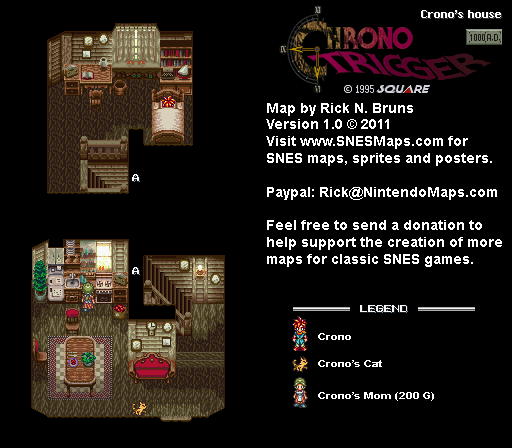 Crono's house
CHRONO
TRIGGER
1000 A.D.
© 1995 SQUARE
Map by Rick N. Bruns
Version 1.0 © 2011
Visit www.SNESMaps.com for
SNES maps, sprites and posters.
Paypal: Rick@NintendoMaps.com
Feel free to send a donation to
help support the creation of more
maps for classic SNES games.
A
A
LEGEND
Crono
Crono's Cat
Crono's Mom (200 G)